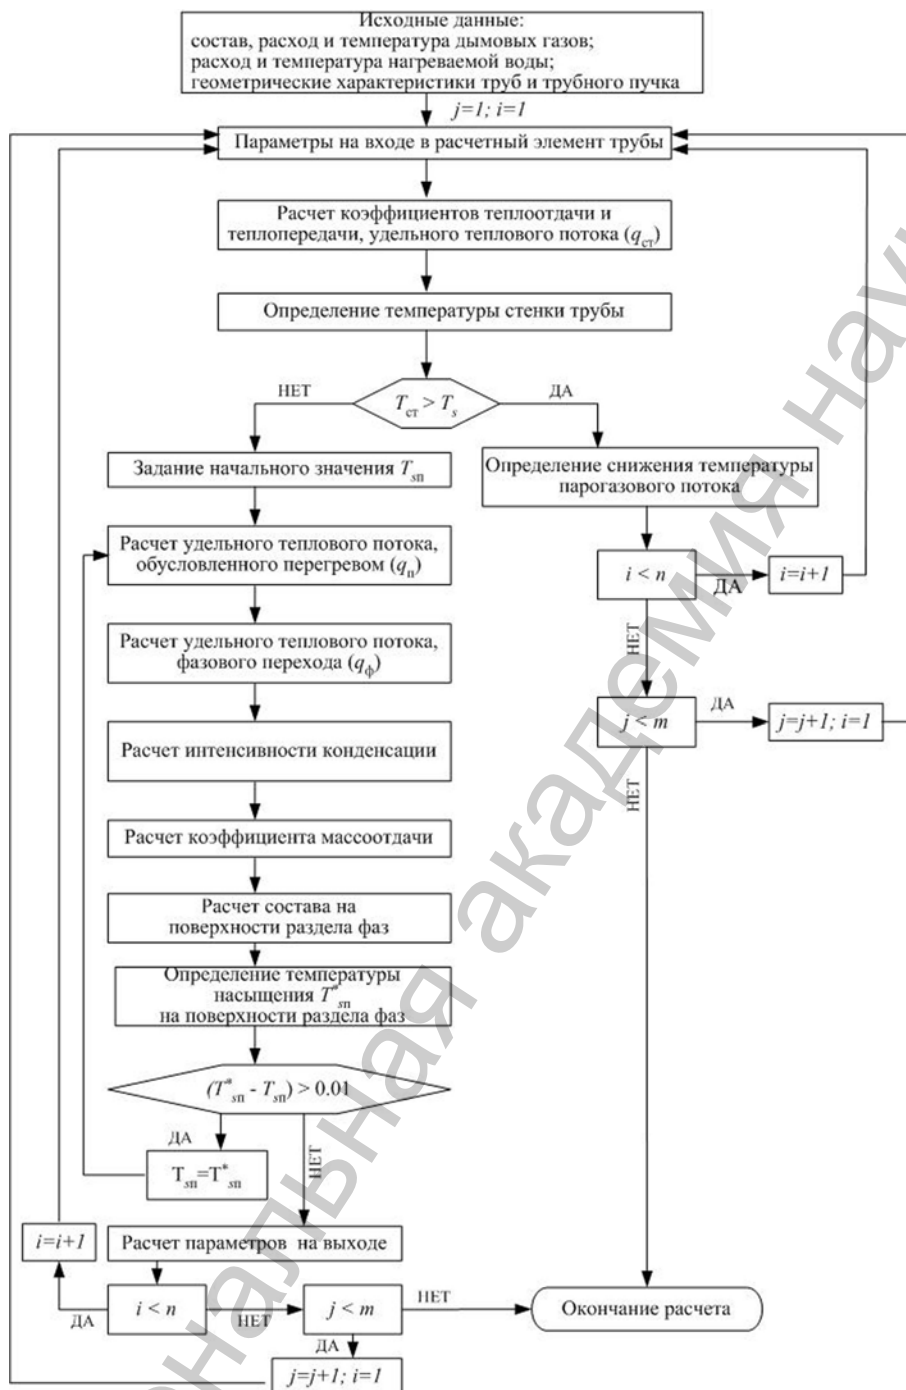 Исходные данные:
состав, расход и температура дымовых газов;
расход и температура нагреваемой воды;
геометрические характеристики труб и трубного пучка
j=1; i=1
Параметры на входе в расчетный элемент трубы
Расчет коэффициентов теплоотдачи и
теплопередачи, удельного теплового потока (qст)
Определение температуры стенки трубы
НЕТ
Tст > Ts
ДА
Задание начального значения Tsп
Определение снижения температуры
парогазового потока
Расчет удельного теплового потока,
обусловленного перегревом (qп)
i < n
ДА
i=i+1
НЕТ
Расчет удельного теплового потока,
фазового перехода (qф)
j < m
ДА
j=j+1; i=1
НЕТ
Расчет интенсивности конденсации
Расчет коэффициента массоотдачи
Расчет состава на
поверхности раздела фаз
Определение температуры
насыщения T*sп
на поверхности раздела фаз
(T*sп - Tsп) > 0.01
ДА
НЕТ
Tsп=T*sп
i=i+1
Расчет параметров на выходе
ДА
i < n
НЕТ
j < m
НЕТ
Окончание расчета
ДА
j=j+1; i=1
нальная академия наук